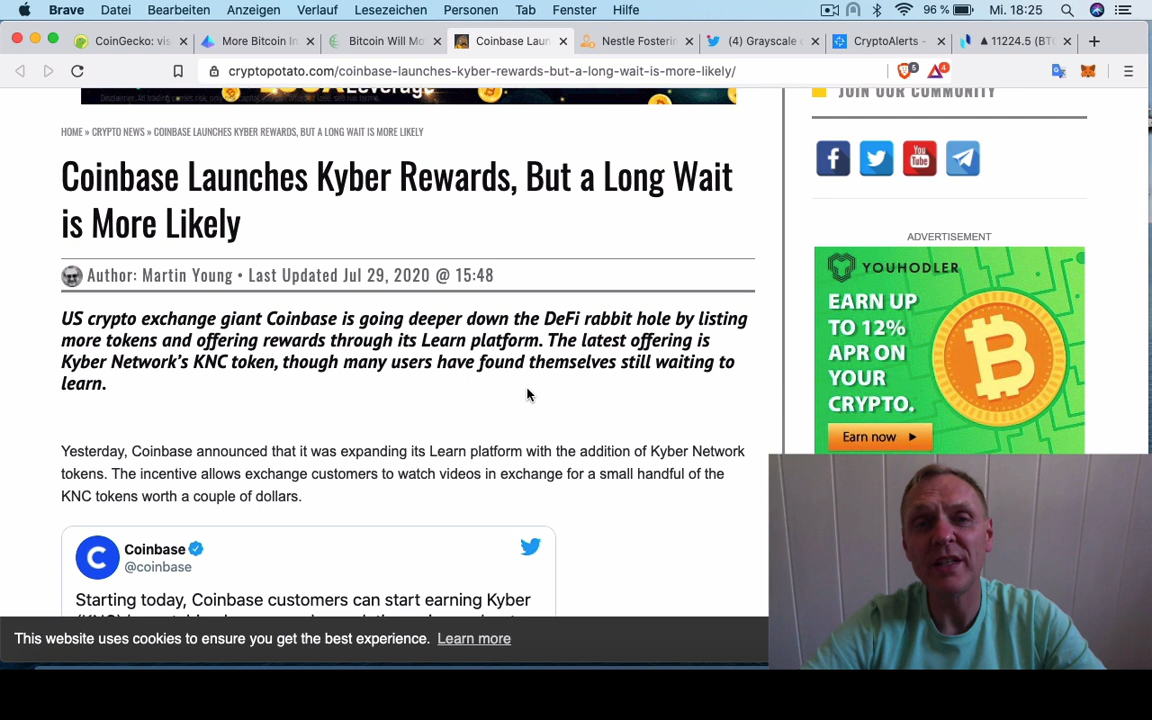 Brave Datei Bearbeiten Anzeigen Verlauf Lesezeichen Personen Tab Fenster Hilfe 96 % Mi. 18:25
CoinGecko: vis More Bitcoin In Bitcoin Will Mo Coinbase Laun Nestle Fosterin (4) Grayscale CryptoAlerts - ▲11224.5 (BT
cryptopotato.com/coinbase-launches-kyber-rewards-but-a-long-wait-is-more-likely/ 5 4
Leverage
JOIN OUR COMMUNITY
HOME » CRYPTO NEWS » COINBASE LAUNCHES KYBER REWARDS, BUT A LONG WAIT IS MORE LIKELY
Coinbase Launches Kyber Rewards, But a Long Wait
is More Likely
Author: Martin Young • Last Updated Jul 29, 2020 @ 15:48
US crypto exchange giant Coinbase is going deeper down the DeFi rabbit hole by listing
more tokens and offering rewards through its Learn platform. The latest offering is
Kyber Network's KNC token, though many users have found themselves still waiting to
learn.
Yesterday, Coinbase announced that it was expanding its Learn platform with the addition of Kyber Network
tokens. The incentive allows exchange customers to watch videos in exchange for a small handful of the
KNC tokens worth a couple of dollars.
Coinbase
@coinbase
Starting today, Coinbase customers can start earning Kyber
This website uses cookies to ensure you get the best experience. Learn more
You Tube
ADVERTISEMENT
YOUHODLER
EARN UP
TO 12%
APR ON
YOUR
CRYPTO.
Earn now